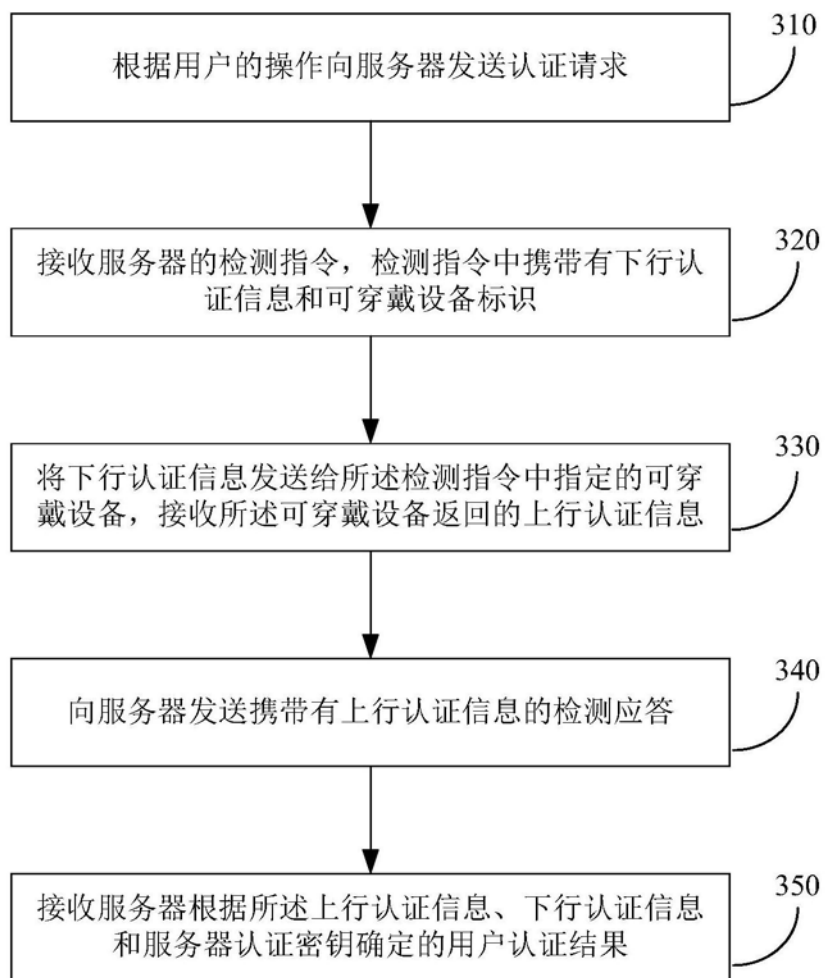 310
根据用户的操作向服务器发送认证请求
320
接收服务器的检测指令，检测指令中携带有下行认
证信息和可穿戴设备标识
330
将下行认证信息发送给所述检测指令中指定的可穿
戴设备，接收所述可穿戴设备返回的上行认证信息
340
向服务器发送携带有上行认证信息的检测应答
350
接收服务器根据所述上行认证信息、下行认证信息
和服务器认证密钥确定的用户认证结果